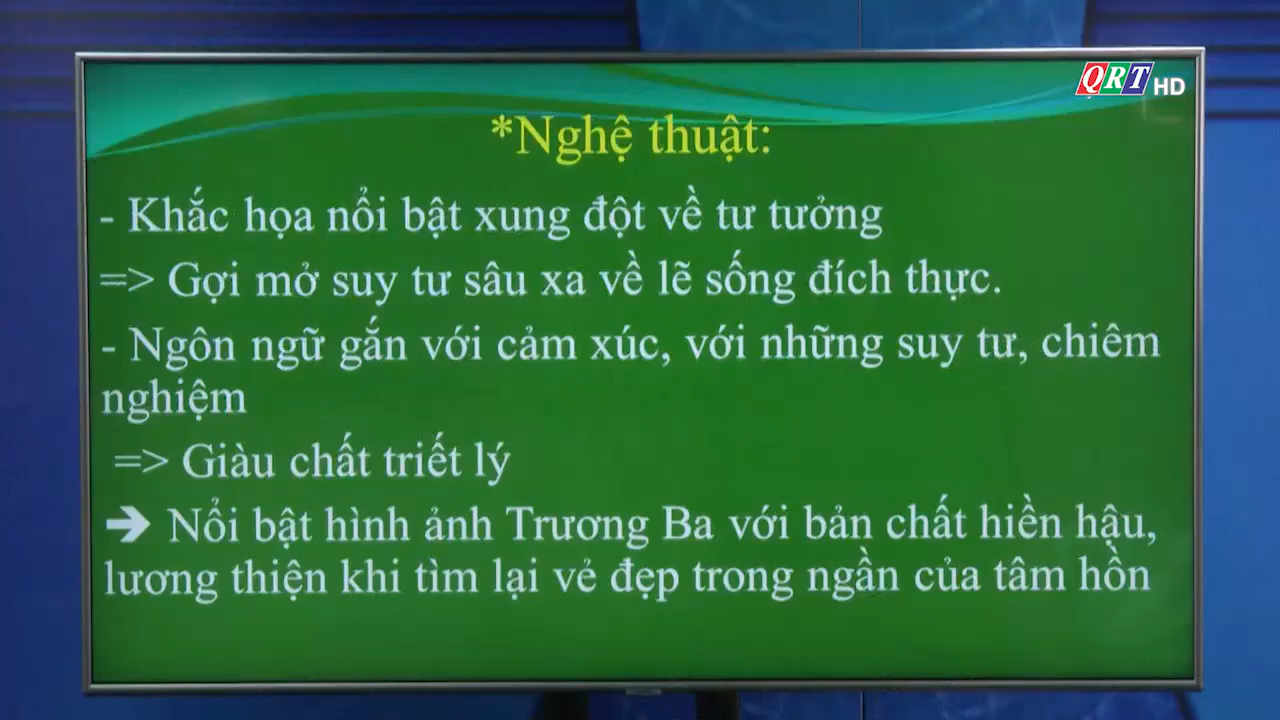 QRT HD
*Nghệ thuật:
- Khắc họa nổi bật xung đột về tư tưởng
=> Gợi mở suy tư sâu xa về lẽ sống đích thực.
- Ngôn ngữ gắn với cảm xúc, với những suy tư, chiêm
nghiệm
=> Giàu chất triết lý
➔ Nổi bật hình ảnh Trương Ba với bản chất hiền hậu,
lương thiện khi tìm lại vẻ đẹp trong ngần của tâm hồn